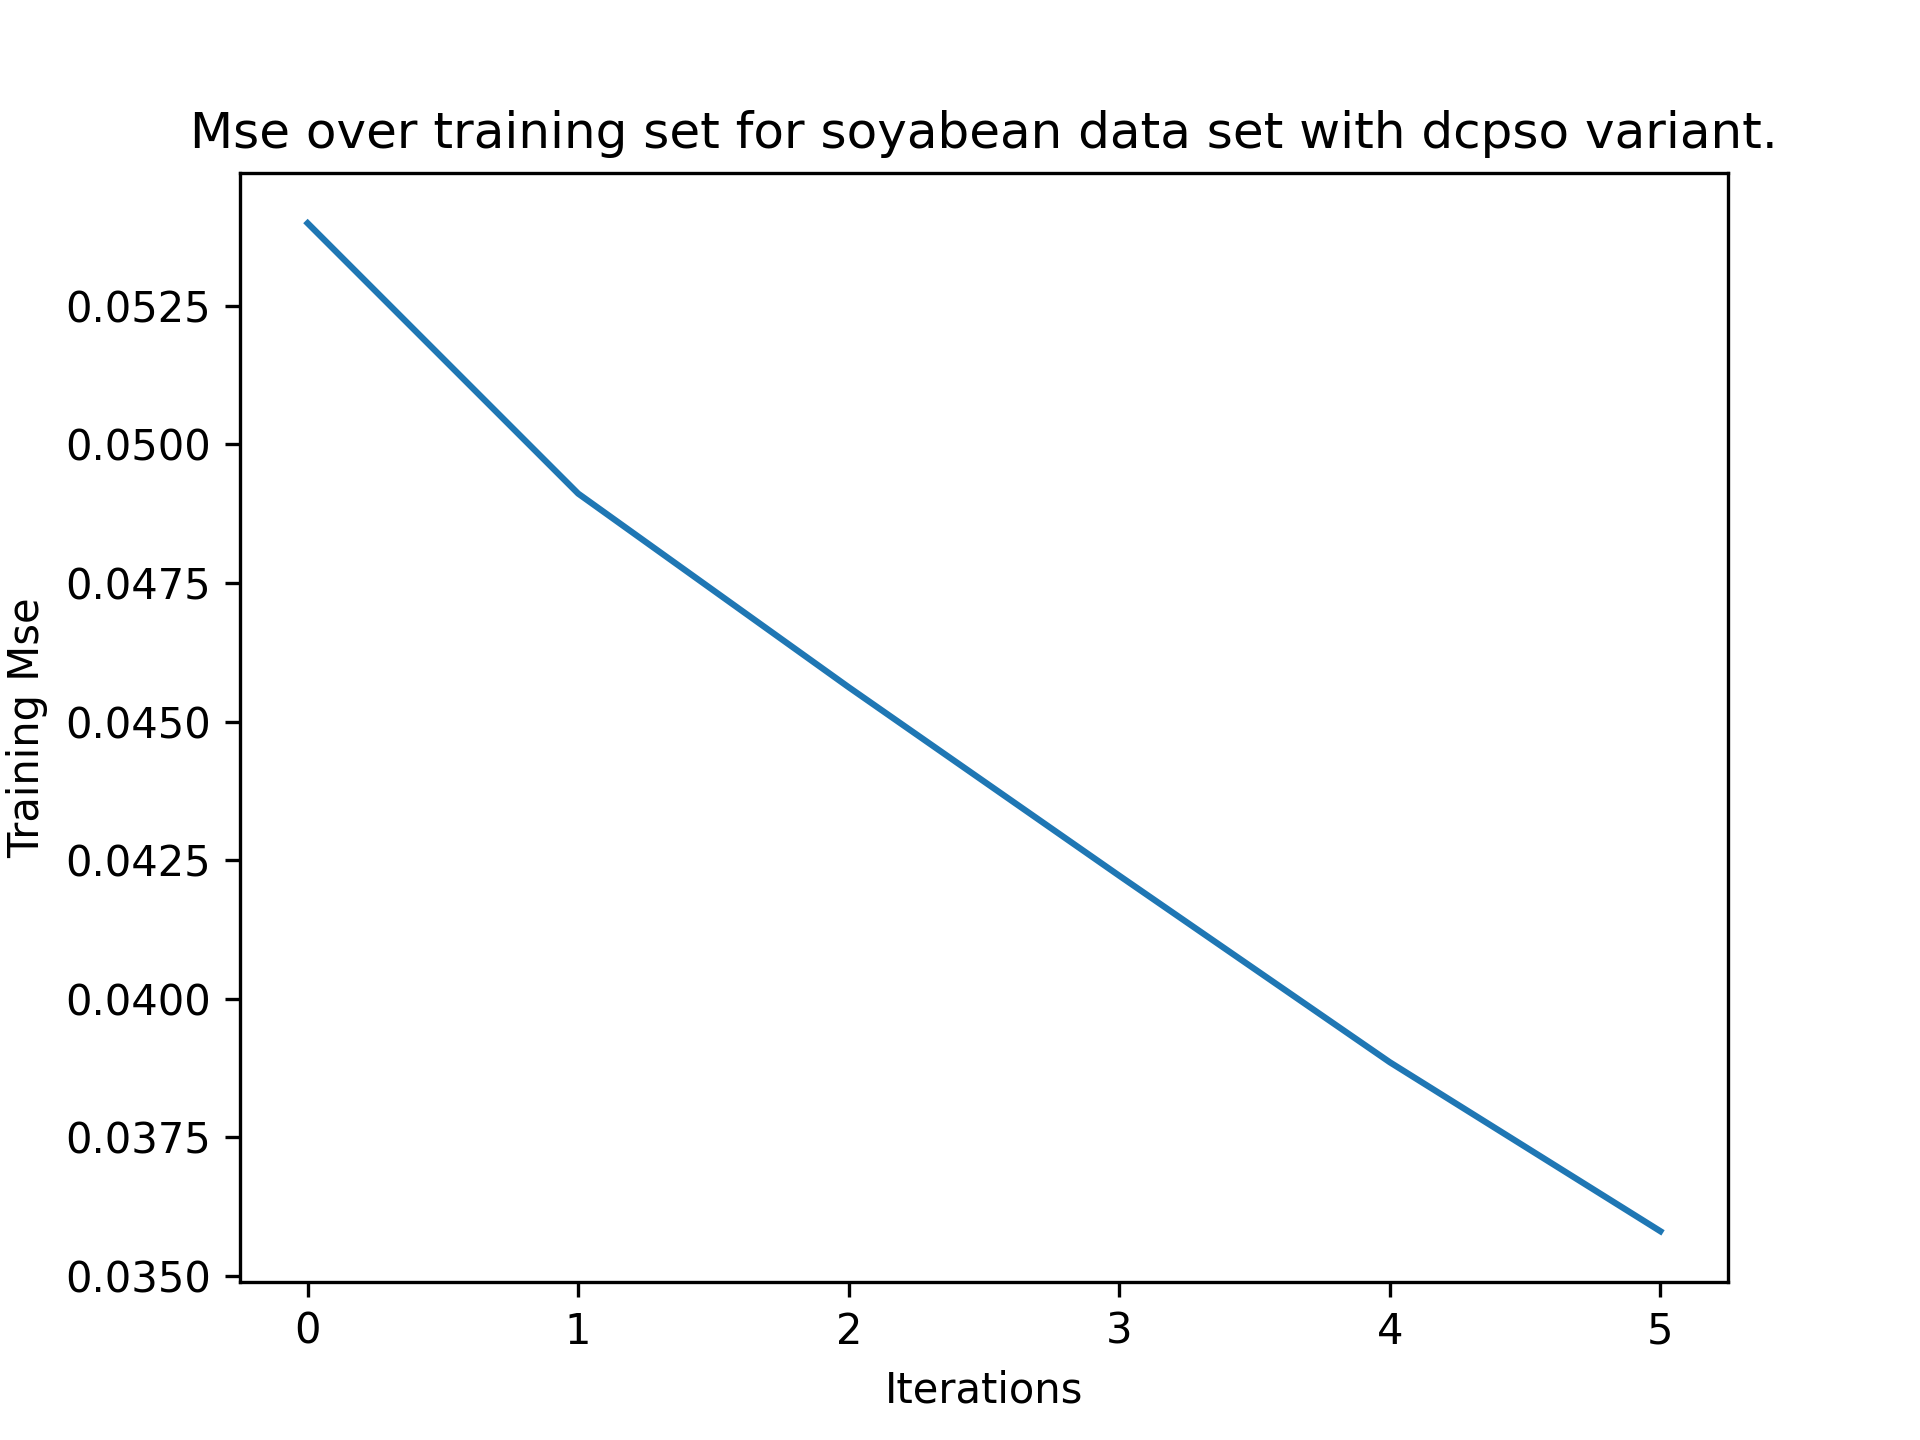 Mse over training set for soyabean data set with dcpso variant.
Training Mse
0.0525
0.0500
0.0475
0.0450
0.0425
0.0400
0.0375
0.0350
0 1 2 3 4 5
Iterations